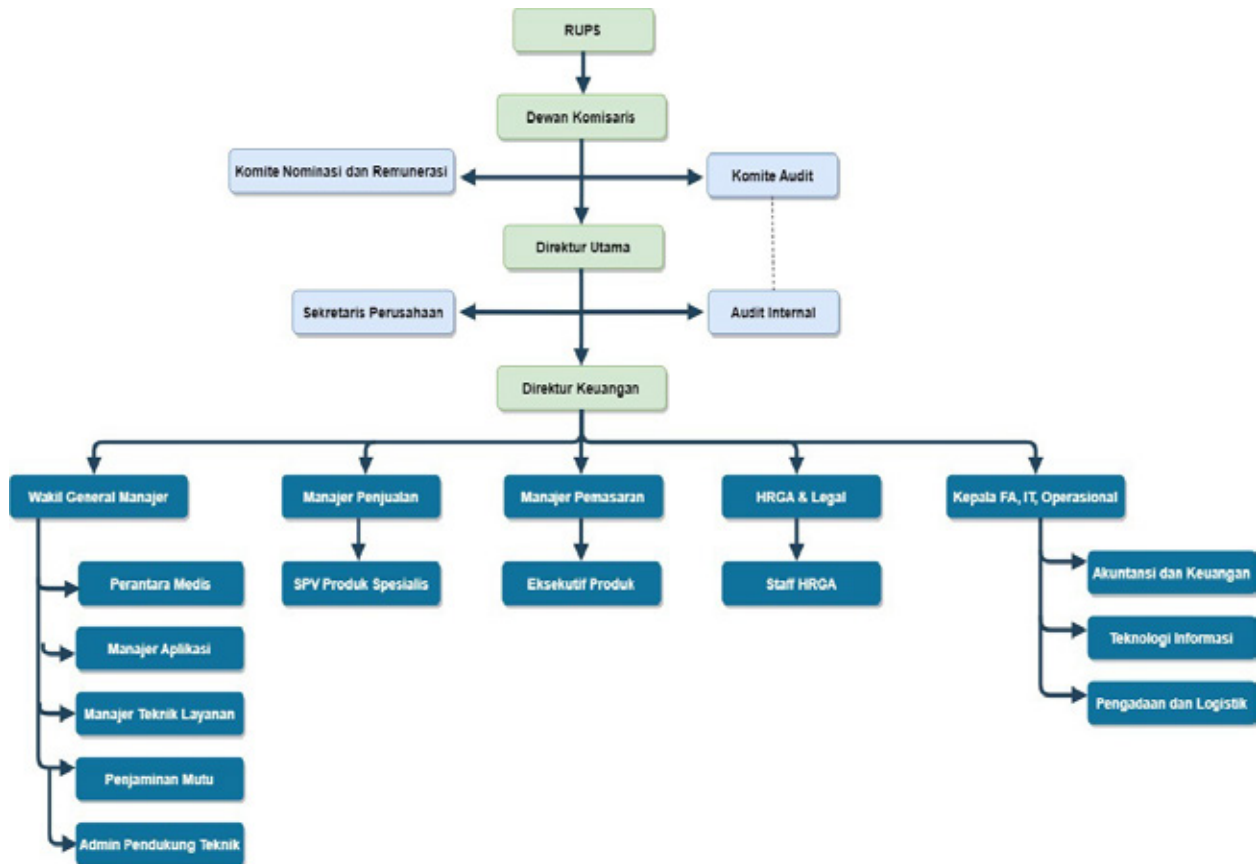 RUPS
Dewan Komisaris
Komite Nominasi dan Remunerasi
Komite Audit
Direktur Utama
Sekretaris Perusahaan
Audit Internal
Direktur Keuangan
Wakil General Manajer
Manajer Penjualan
Manajer Pemasaran
HRGA & Legal
Kepala FA, IT, Operasional
Perantara Medis
SPV Produk Spesialis
Eksekutif Produk
Staff HRGA
Akuntansi dan Keuangan
Manajer Aplikasi
Teknologi Informasi
Manajer Teknik Layanan
Pengadaan dan Logistik
Penjaminan Mutu
Admin Pendukung Teknik